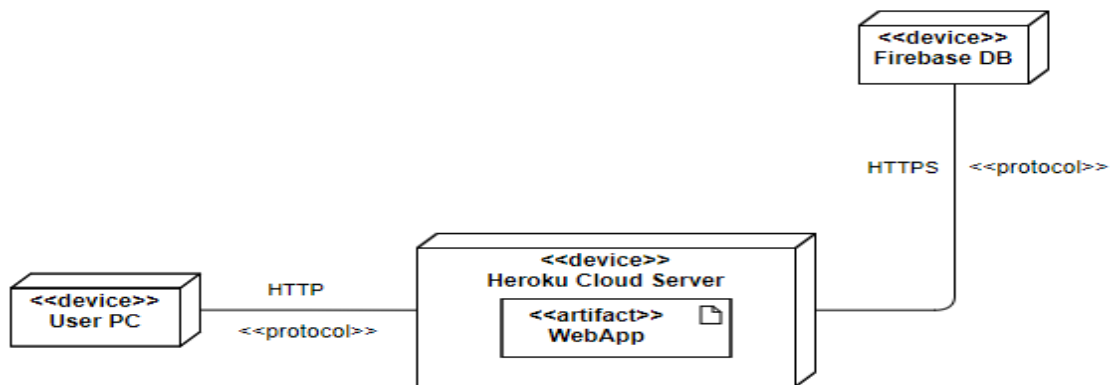 <<device>>
Firebase DB
HTTPS <<protocol>>
<<device>>
Heroku Cloud Server
<<artifact>>
WebApp
<<device>>
User PC
HTTP
<<protocol>>